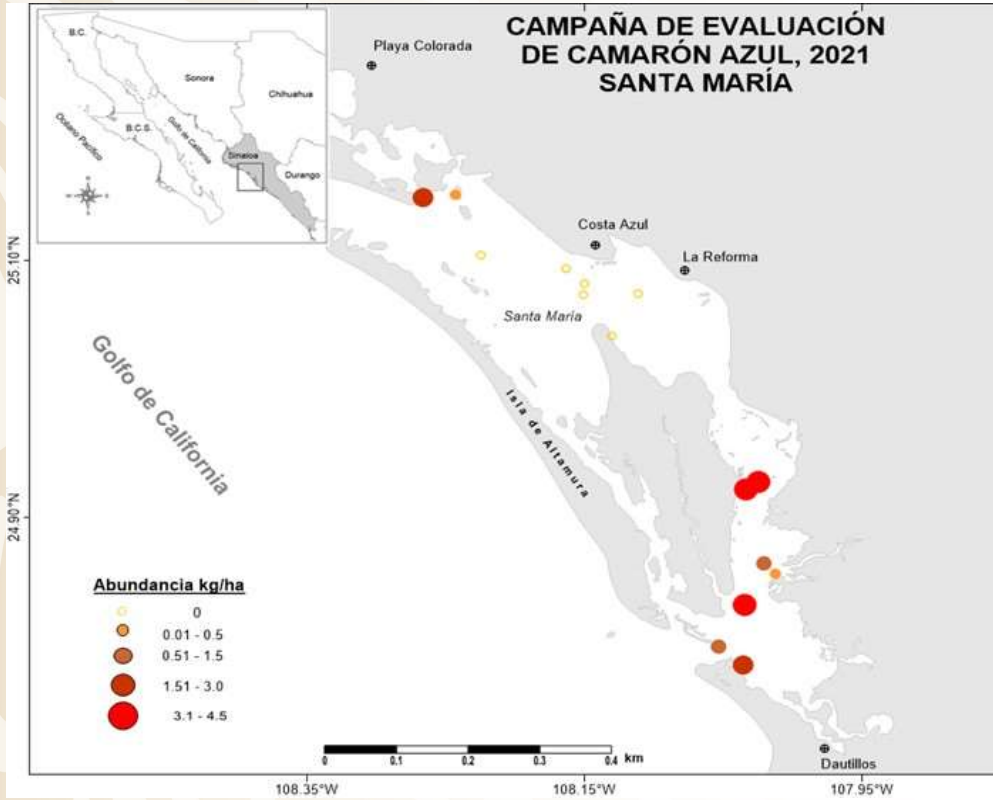 CAMPAÑA DE EVALUACIÓN
DE CAMARÓN AZUL, 2021
SANTA MARÍA
B.C.
Sonora
Chihuahua
B.C.S.
Golfo de California
Océano Pacífico
Sinaloa
Durango
Playa Colorada
Costa Azul
La Reforma
Santa María
Isla de Altamura
Golfo de California
25.10°N
24.90°N
Abundancia kg/ha
0
0.01 - 0.5
0.51 - 1.5
1.51 - 3.0
3.1 - 4.5
0 0.1 0.2 0.3 0.4 km
Dautillos
108.35°W 108.15°W 107.95°W